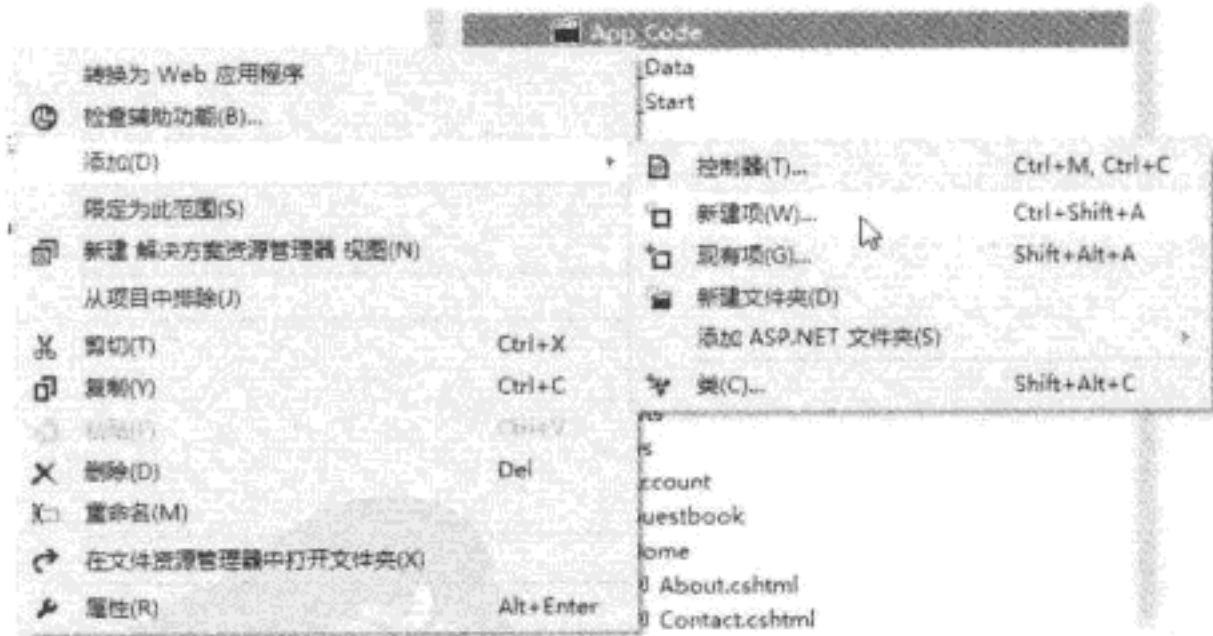 App_Code
_Data
_Start
转换为 Web 应用程序
检查辅助功能(B)...
添加(D)
限定为此范围(S)
新建 解决方案资源管理器 视图(N)
从项目中排除(J)
剪切(T) Ctrl+X
复制(Y) Ctrl+C
粘贴(P) Ctrl+V
删除(D) Del
重命名(M)
在文件资源管理器中打开文件夹(X)
属性(R) Alt+Enter
控制器(T)... Ctrl+M, Ctrl+C
新建项(W)... Ctrl+Shift+A
现有项(G)... Shift+Alt+A
新建文件夹(D)
添加 ASP.NET 文件夹(S)
类(C)... Shift+Alt+C
ccount
uestbook
ome
About.cshtml
Contact.cshtml